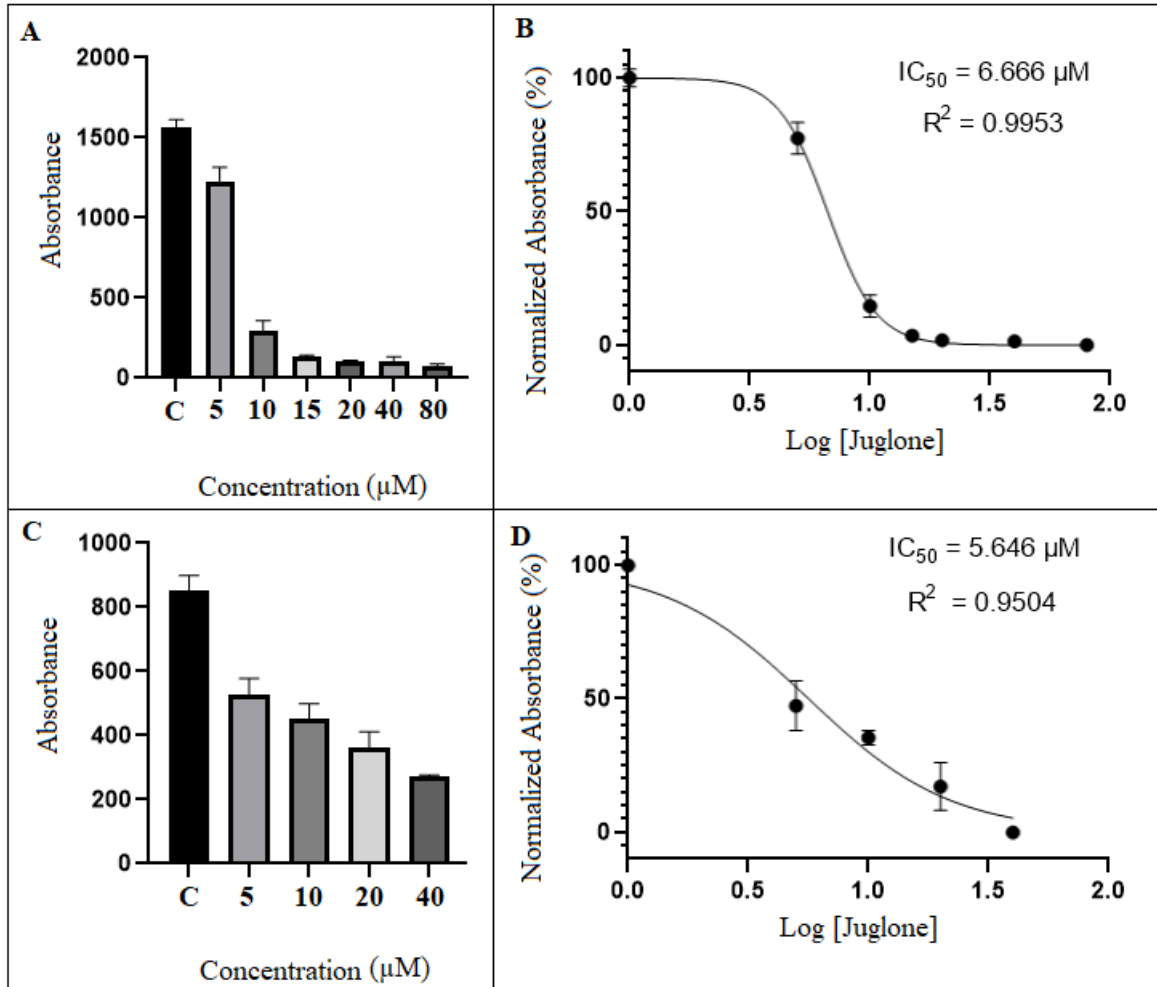 A
Absorbance
2000
1500
1000
500
0
C 5 10 15 20 40 80
Concentration (µM)
B
Normalized Absorbance (%)
IC50 = 6.666 µM
R2 = 0.9953
100
50
0
0.0 0.5 1.0 1.5 2.0
Log [Juglone]
C
Absorbance
1000
800
600
400
200
0
C 5 10 20 40
Concentration (µM)
D
Normalized Absorbance (%)
IC50 = 5.646 µM
R2 = 0.9504
100
50
0
0.0 0.5 1.0 1.5 2.0
Log [Juglone]